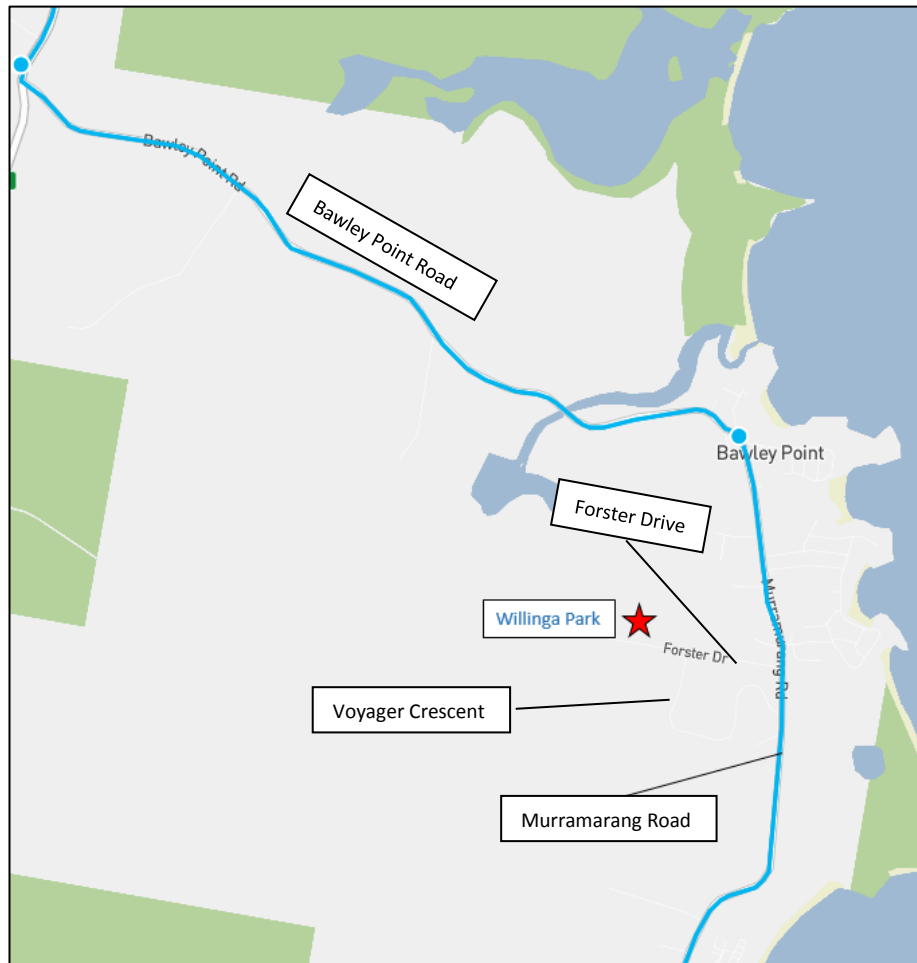 Bawley Point Rd
Bawley Point Road
Bawley Point
Forster Drive
Murramarang Rd
Willinga Park
Forster Dr
Voyager Crescent
Murramarang Road